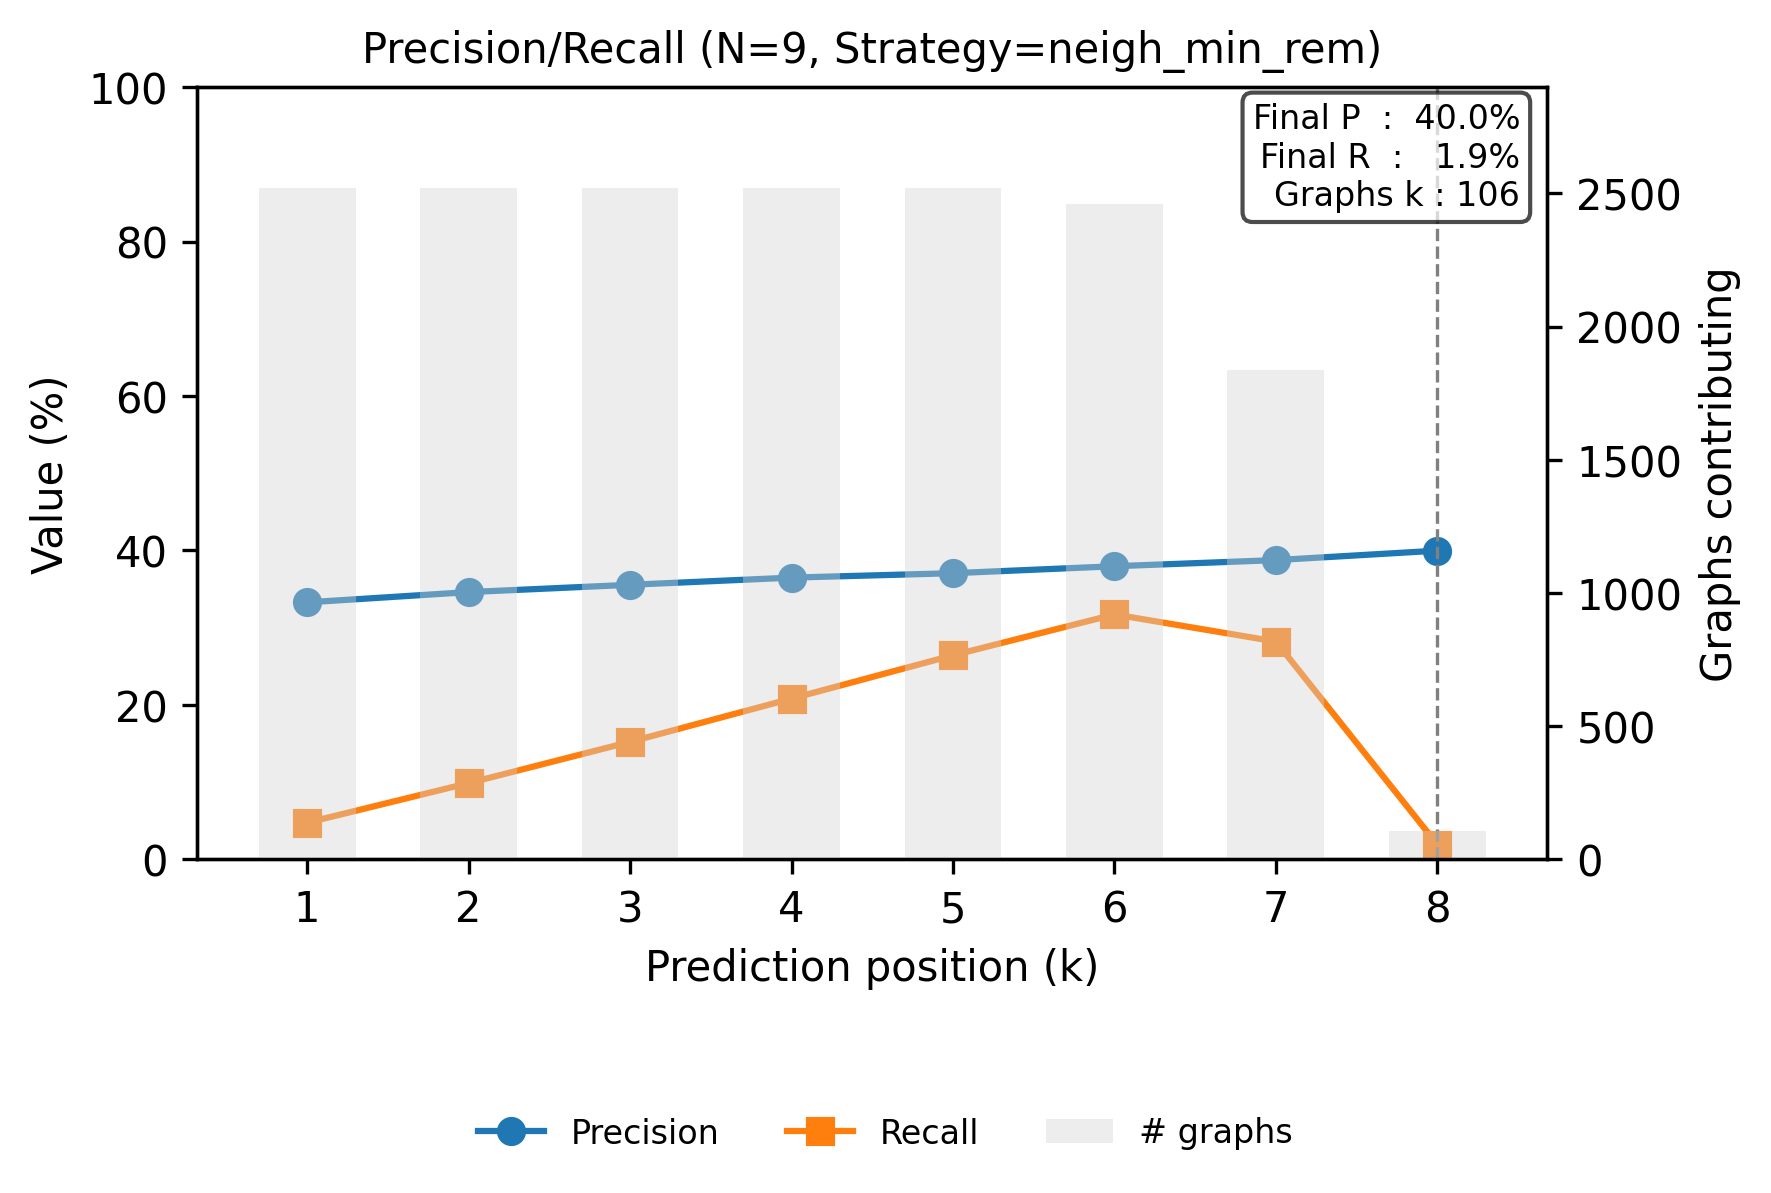 Precision/Recall (N=9, Strategy=neigh_min_rem)
Final P : 40.0%
Final R : 1.9%
Graphs k : 106
Value (%)
100
80
60
40
20
0
2500
2000
1500
1000
500
0
Graphs contributing
1 2 3 4 5 6 7 8
Prediction position (k)
Precision Recall # graphs